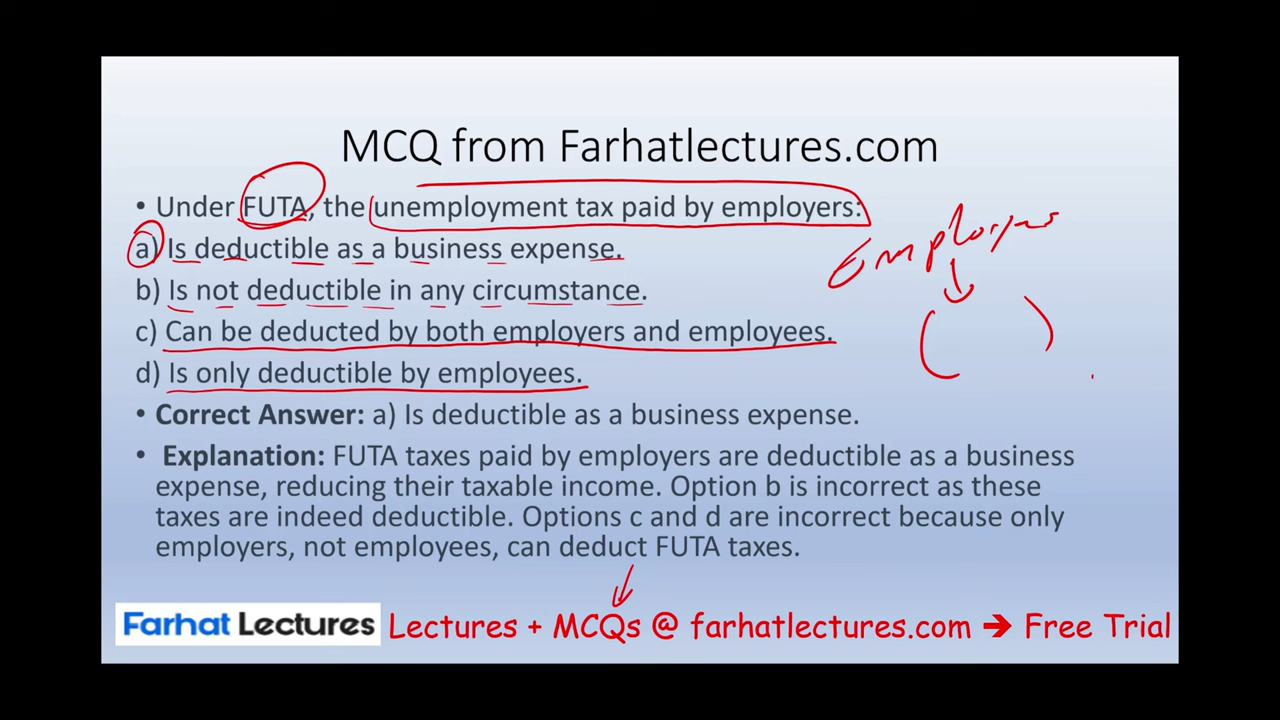 MCQ from Farhatlectures.com
• Under FUTA, the unemployment tax paid by employers:
a) Is deductible as a business expense.
b) Is not deductible in any circumstance.
c) Can be deducted by both employers and employees.
d) Is only deductible by employees.
Employer
• Correct Answer: a) Is deductible as a business expense.
• Explanation: FUTA taxes paid by employers are deductible as a business
expense, reducing their taxable income. Option b is incorrect as these
taxes are indeed deductible. Options c and d are incorrect because only
employers, not employees, can deduct FUTA taxes.
Farhat Lectures
Lectures + MCQs @ farhatlectures.com → Free Trial